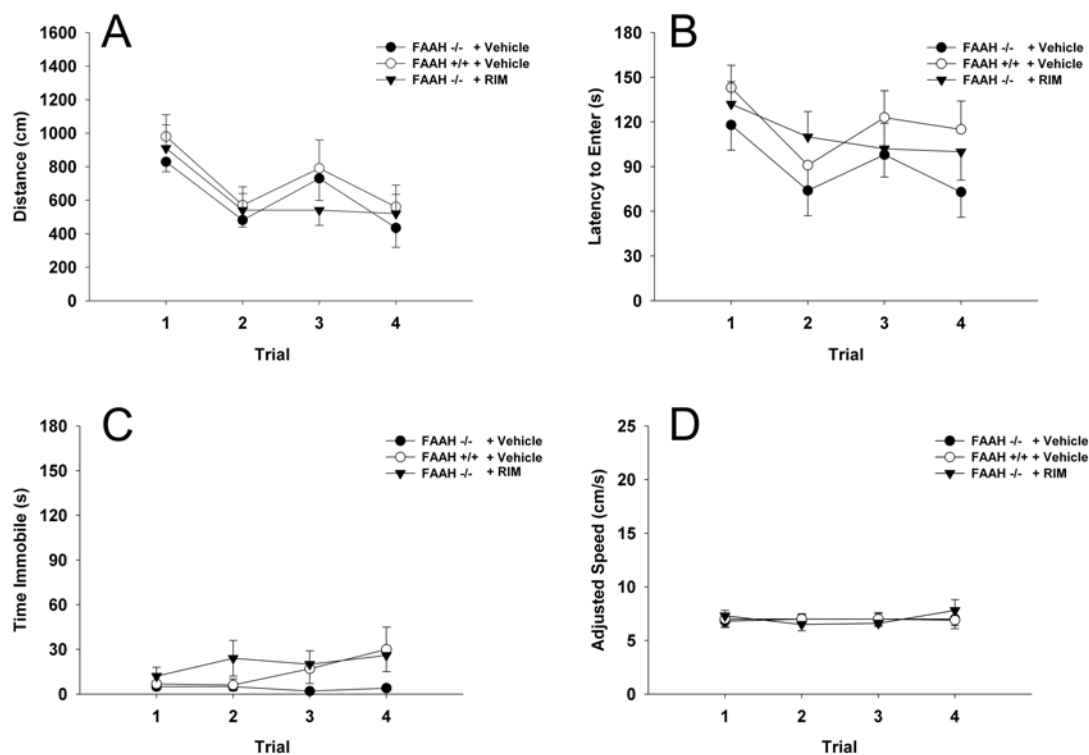 A
Distance (cm)
1600
1400
1200
1000
800
600
400
200
0
FAAH -/- + Vehicle
FAAH +/+ + Vehicle
FAAH -/- + RIM
1 2 3 4
Trial
B
Latency to Enter (s)
180
150
120
90
60
30
0
FAAH -/- + Vehicle
FAAH +/+ + Vehicle
FAAH -/- + RIM
1 2 3 4
Trial
C
Time Immobile (s)
180
150
120
90
60
30
0
FAAH -/- + Vehicle
FAAH +/+ + Vehicle
FAAH -/- + RIM
1 2 3 4
Trial
D
Adjusted Speed (cm/s)
25
20
15
10
5
0
FAAH -/- + Vehicle
FAAH +/+ + Vehicle
FAAH -/- + RIM
1 2 3 4
Trial